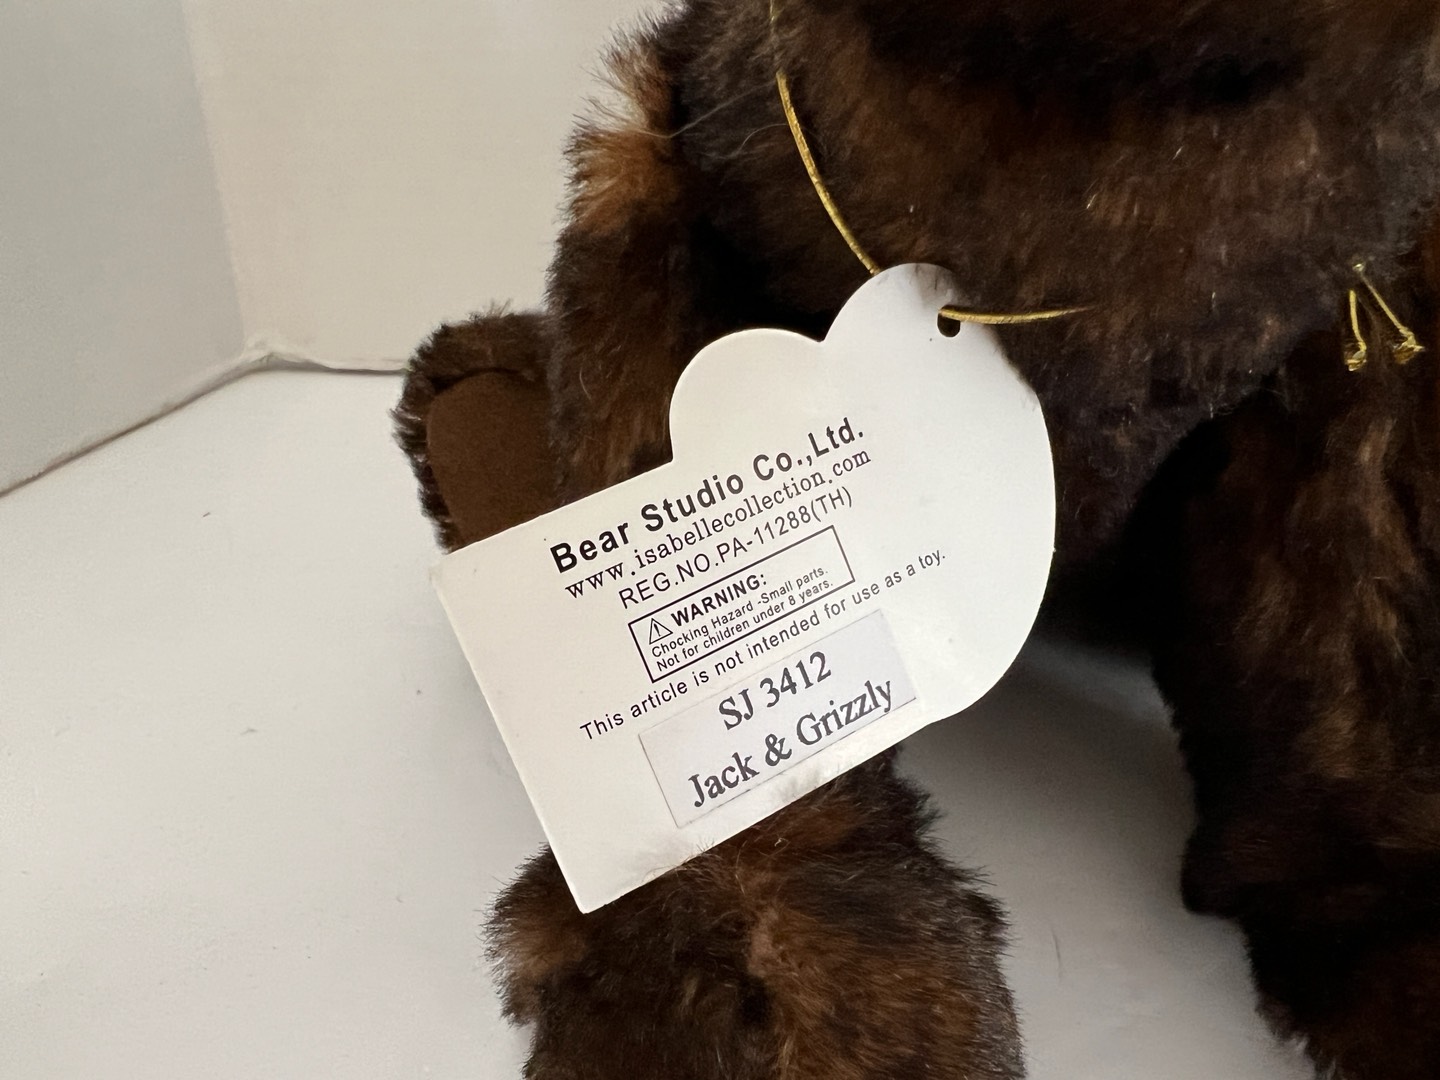 Bear Studio Co.,Ltd.
www.isabellecollection.com
REG.NO.PA-11288(TH)
WARNING:
Chocking Hazard -Small parts.
Not for children under 8 years.
This article is not intended for use as a toy.
SJ 3412
Jack & Grizzly